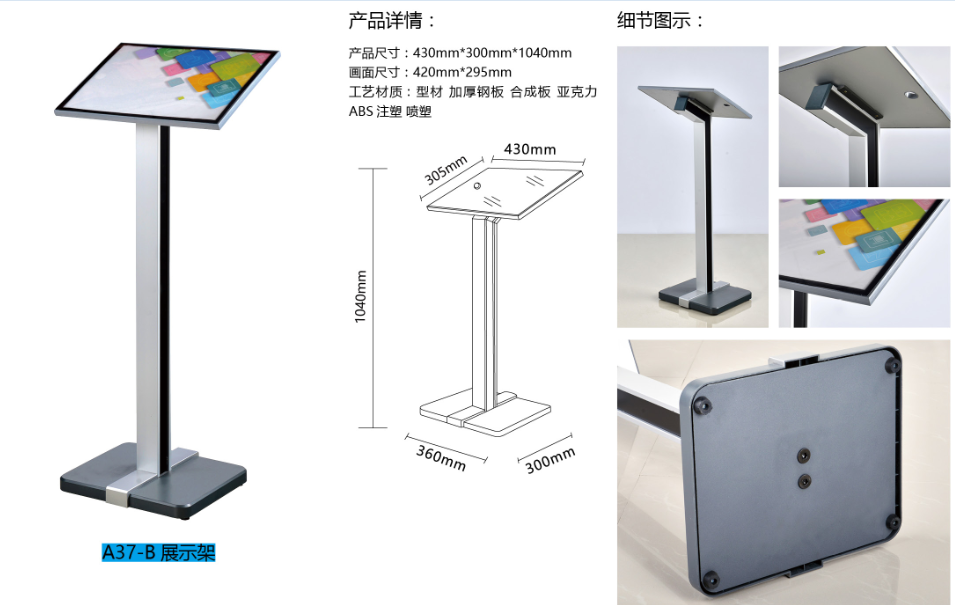 产品详情：
产品尺寸：430mm*300mm*1040mm
画面尺寸：420mm*295mm
工艺材质：型材 加厚钢板 合成板 亚克力
ABS 注塑 喷塑
细节图示：
430mm
305mm
1040mm
360mm
300mm
A37-B 展示架